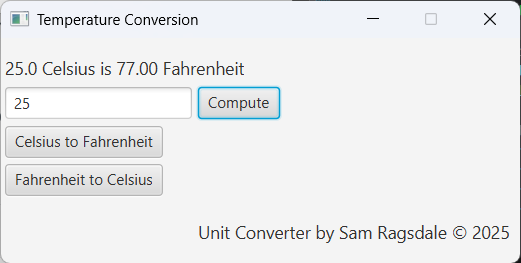 Temperature Conversion
25.0 Celsius is 77.00 Fahrenheit
25 Compute
Celsius to Fahrenheit
Fahrenheit to Celsius
Unit Converter by Sam Ragsdale © 2025